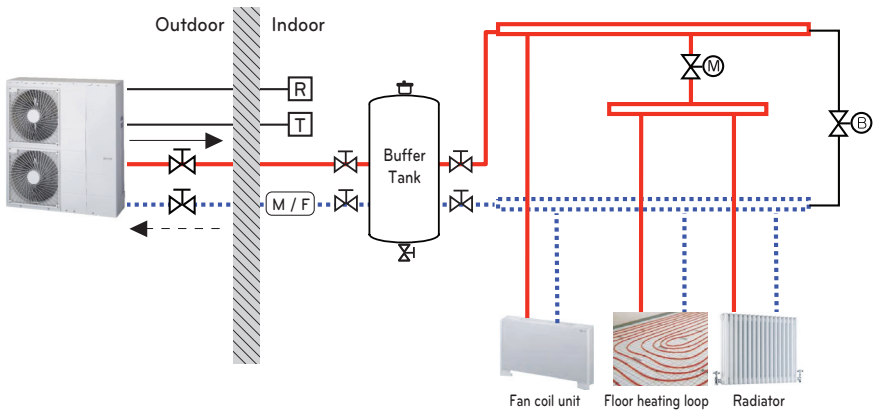 Outdoor
Indoor
R
T
M
B
Buffer
Tank
M / F
Fan coil unit
Floor heating loop
Radiator